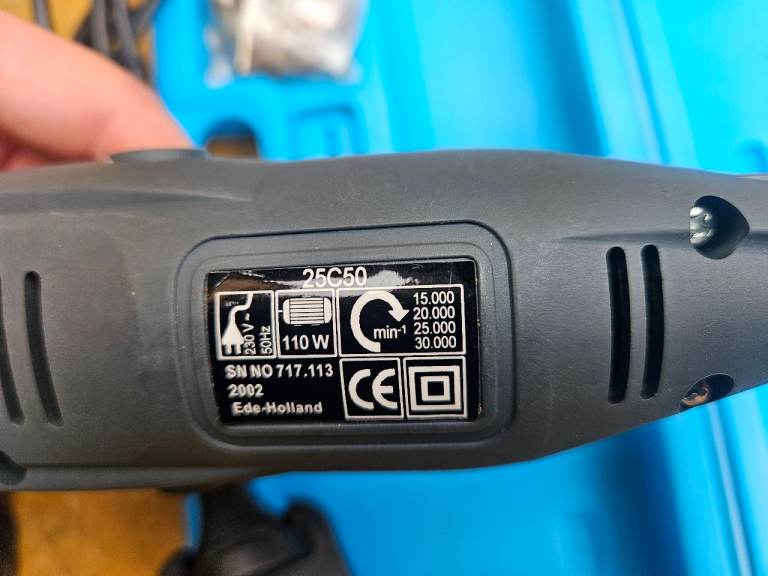 25C50
230 V ~
50Hz
110 W
min-1
15.000
20.000
25.000
30.000
SN NO 717.113
2002
Ede-Holland
CE